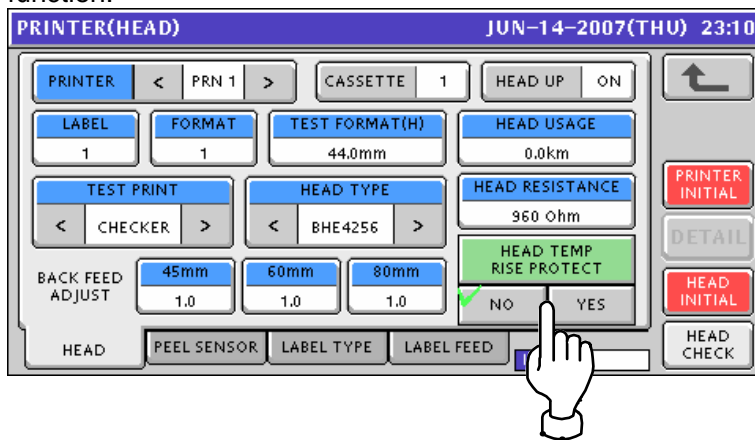 function.
PRINTER(HEAD) JUN-14-2007(THU) 23:10
PRINTER < PRN 1 > CASSETTE 1 HEAD UP ON
LABEL FORMAT TEST FORMAT(H) HEAD USAGE
1 1 44.0mm 0.0km
PRINTER
INITIAL
TEST PRINT HEAD TYPE HEAD RESISTANCE
< CHECKER > < BHE4256 > 960 Ohm
DETAIL
HEAD TEMP
RISE PROTECT
BACK FEED
ADJUST
45mm 60mm 80mm
1.0 1.0 1.0
NO YES
HEAD
INITIAL
HEAD PEEL SENSOR LABEL TYPE LABEL FEED
HEAD
CHECK